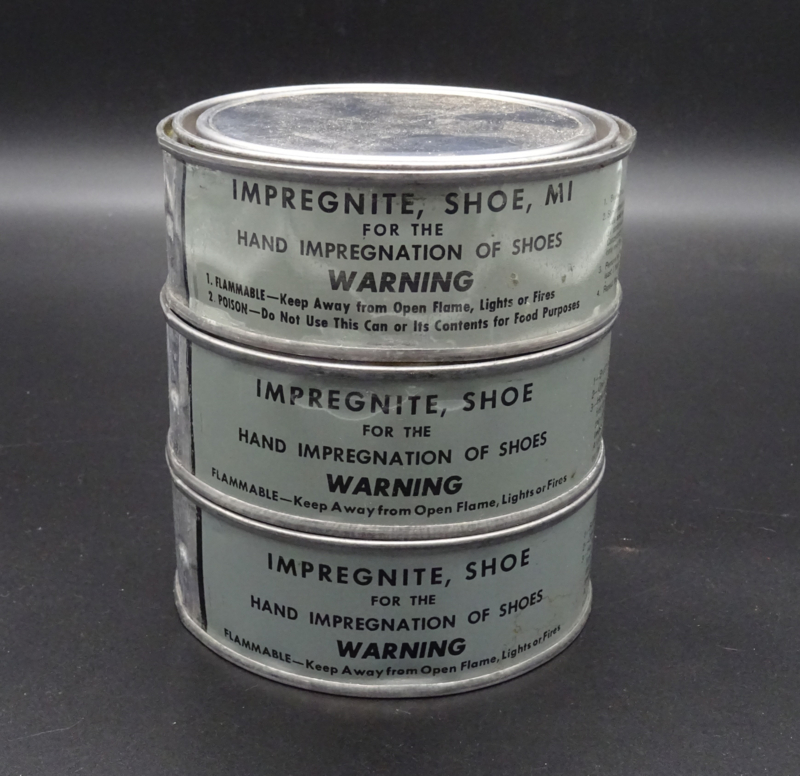 IMPREGNITE, SHOE, MI
FOR THE
HAND IMPREGNATION OF SHOES
WARNING
1. FLAMMABLE—Keep Away from Open Flame, Lights or Fires
2 POISON—Do Not Use This Can or Its Contents for Food Purposes
IMPREGNITE, SHOE
FOR THE
HAND IMPREGNATION OF SHOES
WARNING
FLAMMABLE—Keep Away from Open Flame, Lights or Fires
IMPREGNITE, SHOE
FOR THE
HAND IMPREGNATION OF SHOES
WARNING
FLAMMABLE—Keep Away from Open Flame, Lights or Fires